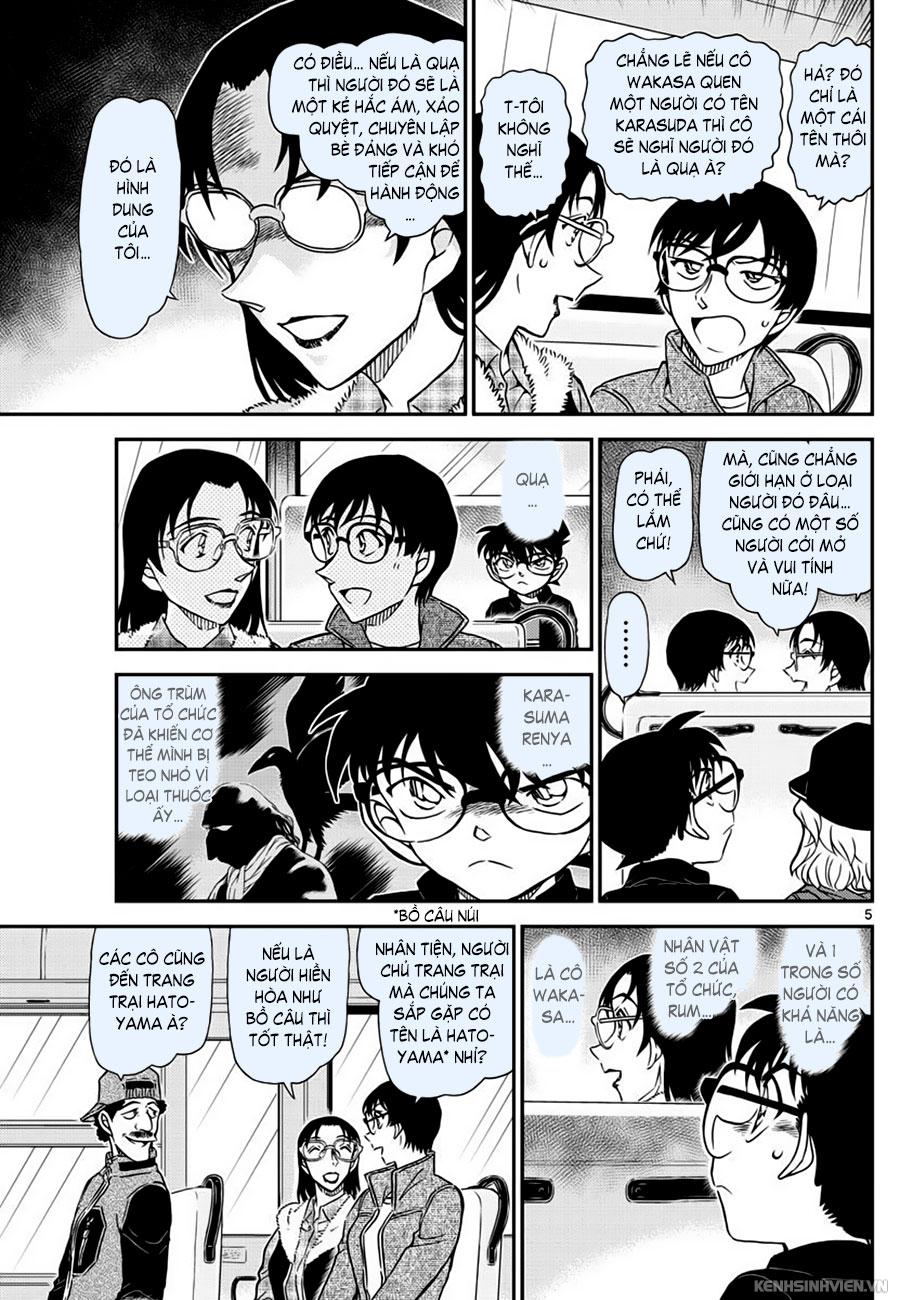 HẢ? ĐÓ
CHỈ LÀ
MỘT CÁI
TÊN THÔI
MÀ?
CHẲNG LẼ NẾU CÔ
WAKASA QUEN
MỘT NGƯỜI CÓ TÊN
KARASUDA THÌ CÔ
SẼ NGHĨ NGƯỜI ĐÓ
LÀ QUẠ À?
T-TÔI
KHÔNG
NGHĨ
THẾ...
CÓ ĐIỀU... NẾU LÀ QUẠ
THÌ NGƯỜI ĐÓ SẼ LÀ
MỘT KẺ HẮC ÁM, XẢO
QUYỆT, CHUYÊN LẬP
BÈ ĐẢNG VÀ KHÓ
TIẾP CẬN ĐỂ
HÀNH ĐỘNG
...
ĐÓ LÀ
HÌNH
DUNG
CỦA
TÔI...
MÀ, CŨNG CHẲNG
GIỚI HẠN Ở LOẠI
NGƯỜI ĐÓ ĐÂU...
CŨNG CÓ MỘT SỐ
NGƯỜI CỞI MỞ
VÀ VUI TÍNH
NỮA!
PHẢI,
CÓ THỂ
LẮM
CHỨ!
......
QUẠ
...
KARA-
SUMA
RENYA
...
ÔNG TRÙM
CỦA TỔ CHỨC
ĐÃ KHIẾN CƠ
THỂ MÌNH BỊ
TEO NHỎ VÌ
LOẠI THUỐC
ẤY...
5
VÀ 1
TRONG SỐ
NGƯỜI CÓ
KHẢ NĂNG
LÀ...
NHÂN VẬT
SỐ 2 CỦA
TỔ CHỨC,
RUM...
LÀ CÔ
WAKA-
SA...
*BỒ CÂU NÚI
NHÂN TIỆN, NGƯỜI
CHỦ TRANG TRẠI
MÀ CHÚNG TA
SẮP GẶP CÓ
TÊN LÀ HATO-
YAMA* NHỈ?
NẾU LÀ
NGƯỜI HIỀN
HÒA NHƯ
BỒ CÂU THÌ
TỐT THẬT!
CÁC CÔ CŨNG
ĐẾN TRANG
TRẠI HATO-
YAMA À?
KENHSINHVIEN.VN